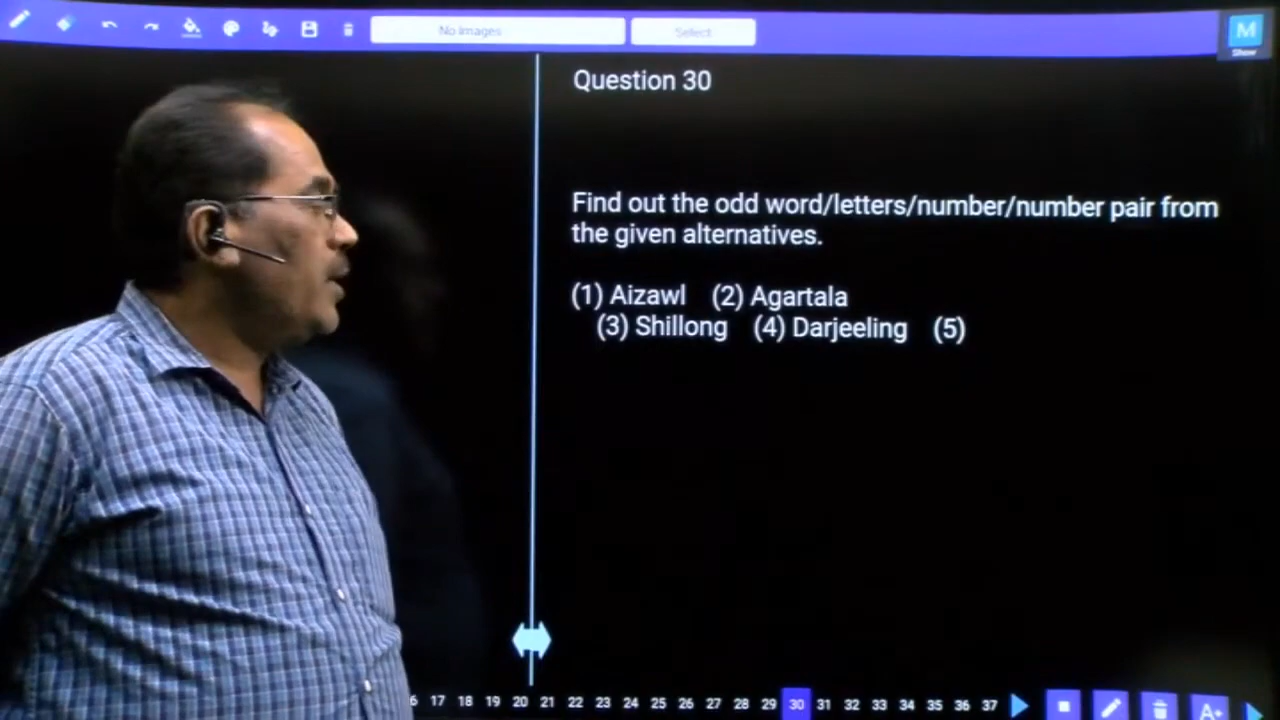 No Images
Select
M
Show
Question 30
Find out the odd word/letters/number/number pair from
the given alternatives.
(1) Aizawl (2) Agartala
(3) Shillong (4) Darjeeling (5)
6 17 18 19 20 21 22 23 24 25 26 27 28 29 30 31 32 33 34 35 36 37
A+